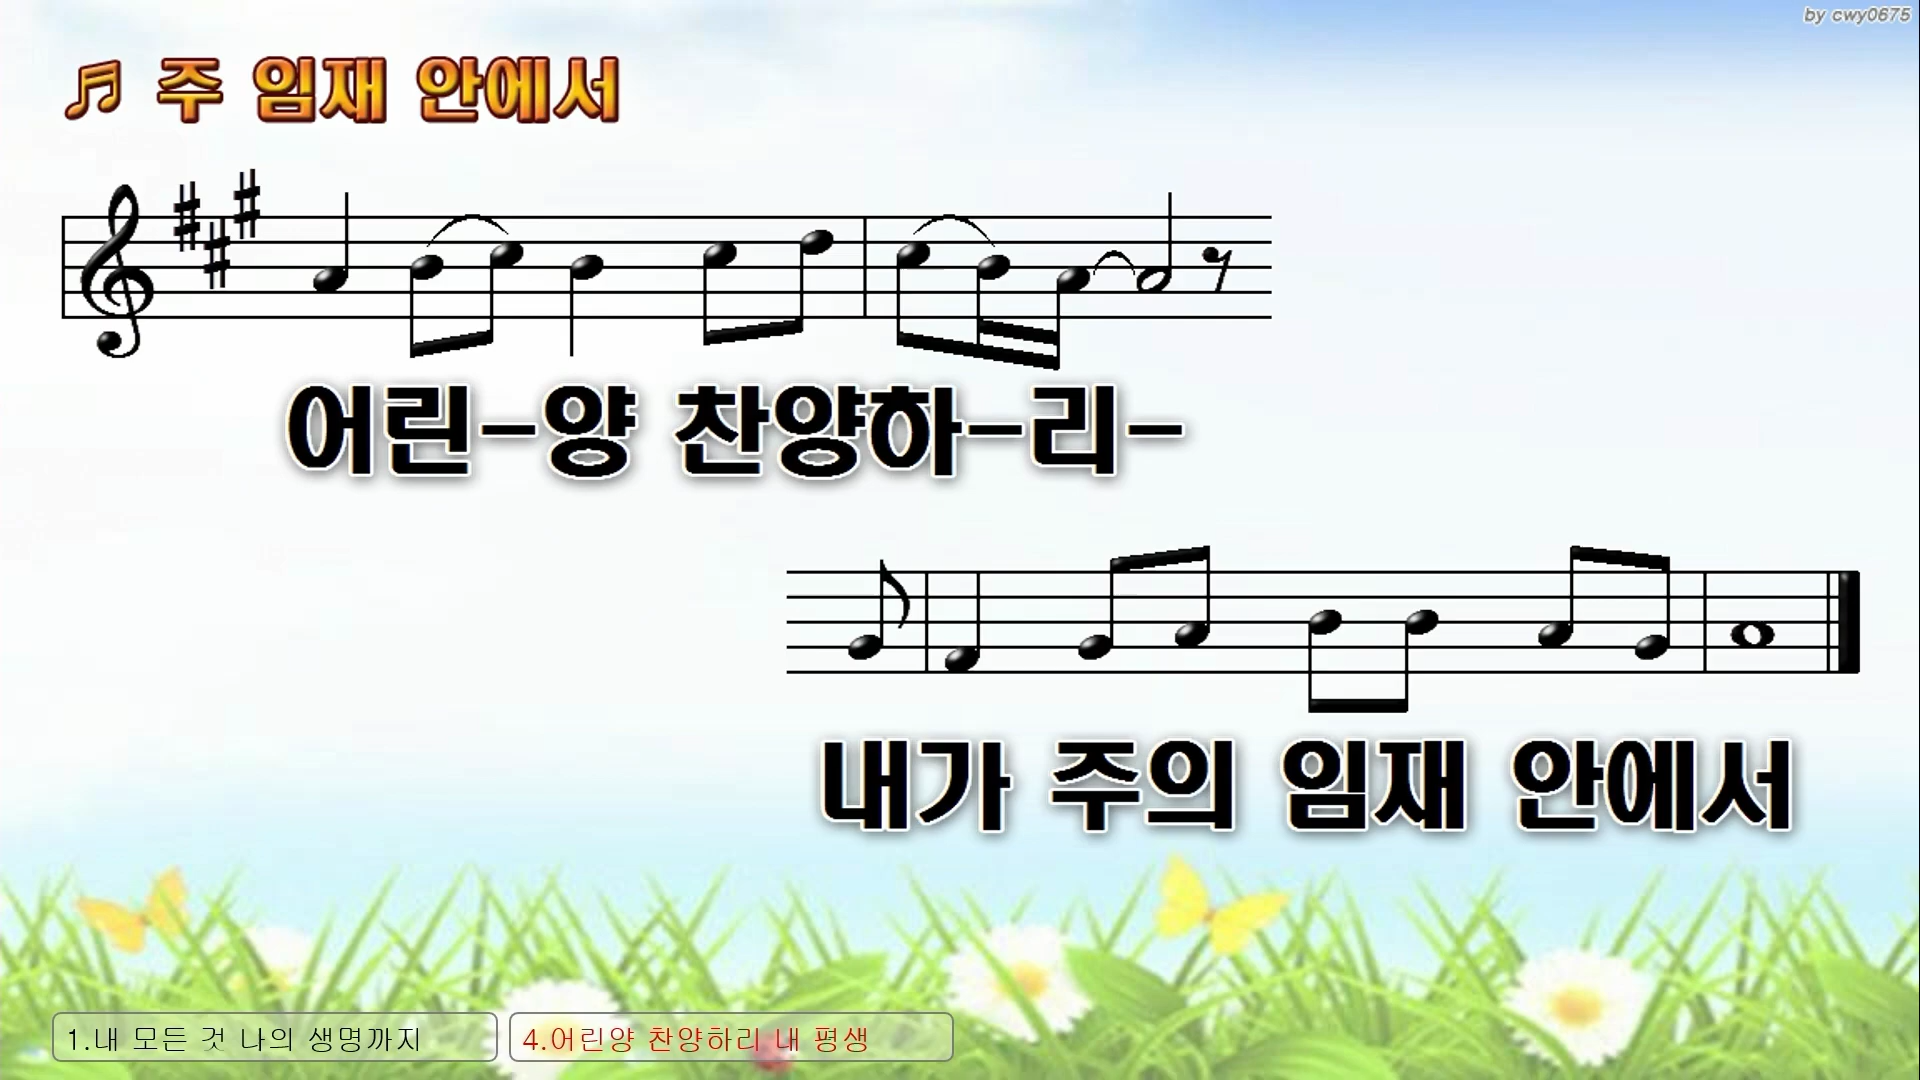 by cwy0675
♬ 주 임재 안에서
어린-양 찬양하-리-
내가 주의 임재 안에서
1.내 모든 것 나의 생명까지
4.어린양 찬양하리 내 평생